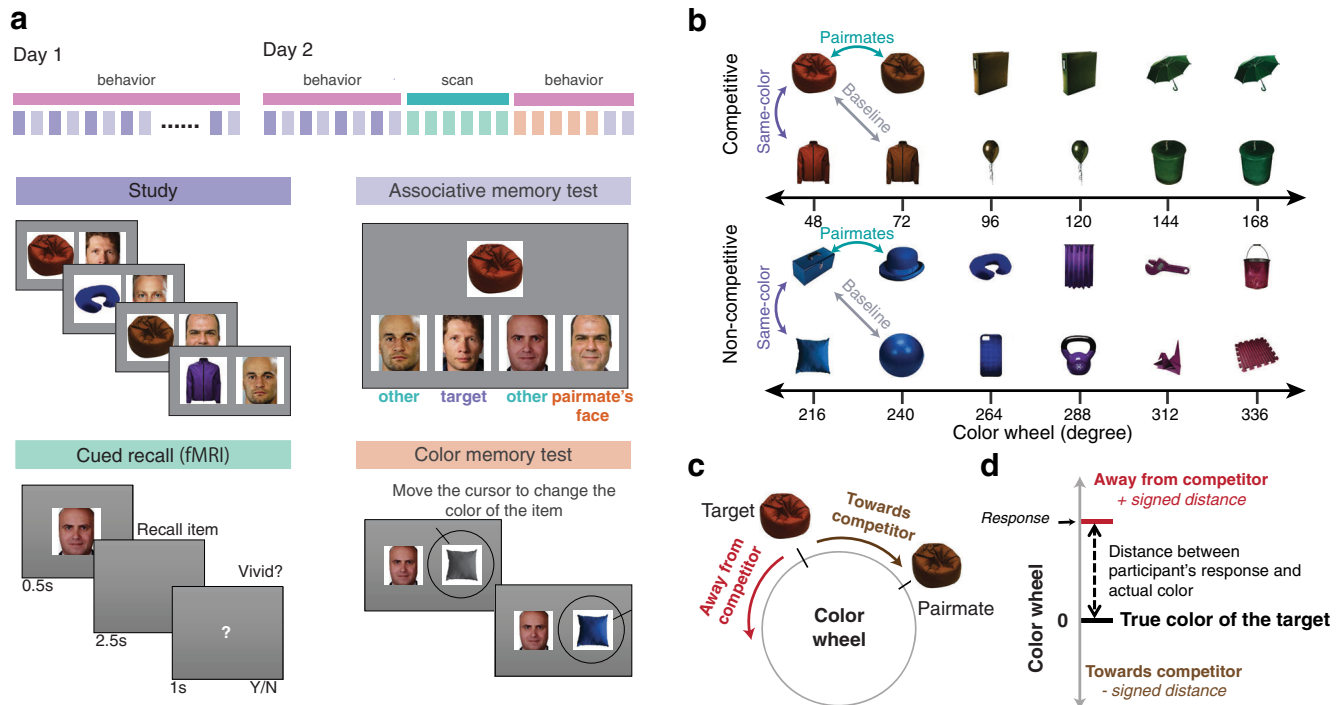 a
Day 1
Day 2
behavior
behavior
scan
behavior
Study
Associative memory test
other
target
other
pairmate's
face
Cued recall (fMRI)
Recall item
Vivid?
?
0.5s
2.5s
1s
Y/N
Color memory test
Move the cursor to change the
color of the item
b
Competitive
Pairmates
Same-color
Baseline
48
72
96
120
144
168
Non-competitive
Pairmates
Same-color
Baseline
216
240
264
288
312
336
Color wheel (degree)
c
Target
Towards
competitor
Away from
competitor
Pairmate
Color
wheel
d
Away from competitor
+ signed distance
Response
Distance between
participant's response and
actual color
Color wheel
0
True color of the target
Towards competitor
- signed distance